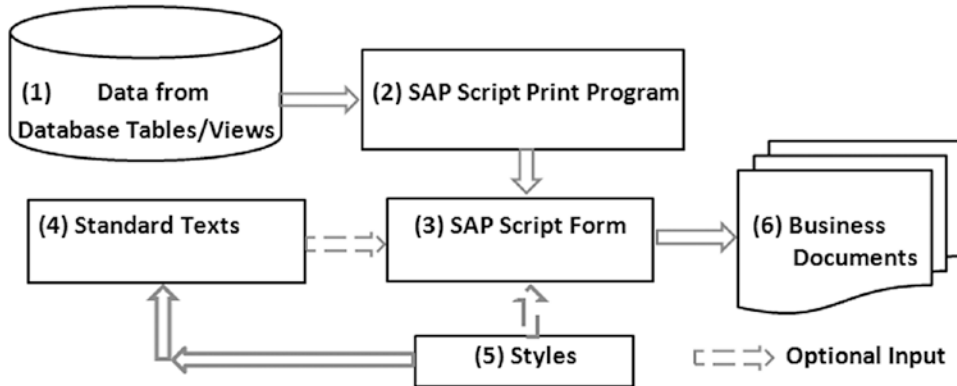 (1) Data from
Database Tables/Views
(2) SAP Script Print Program
(4) Standard Texts
(3) SAP Script Form
(6) Business
Documents
(5) Styles
Optional Input